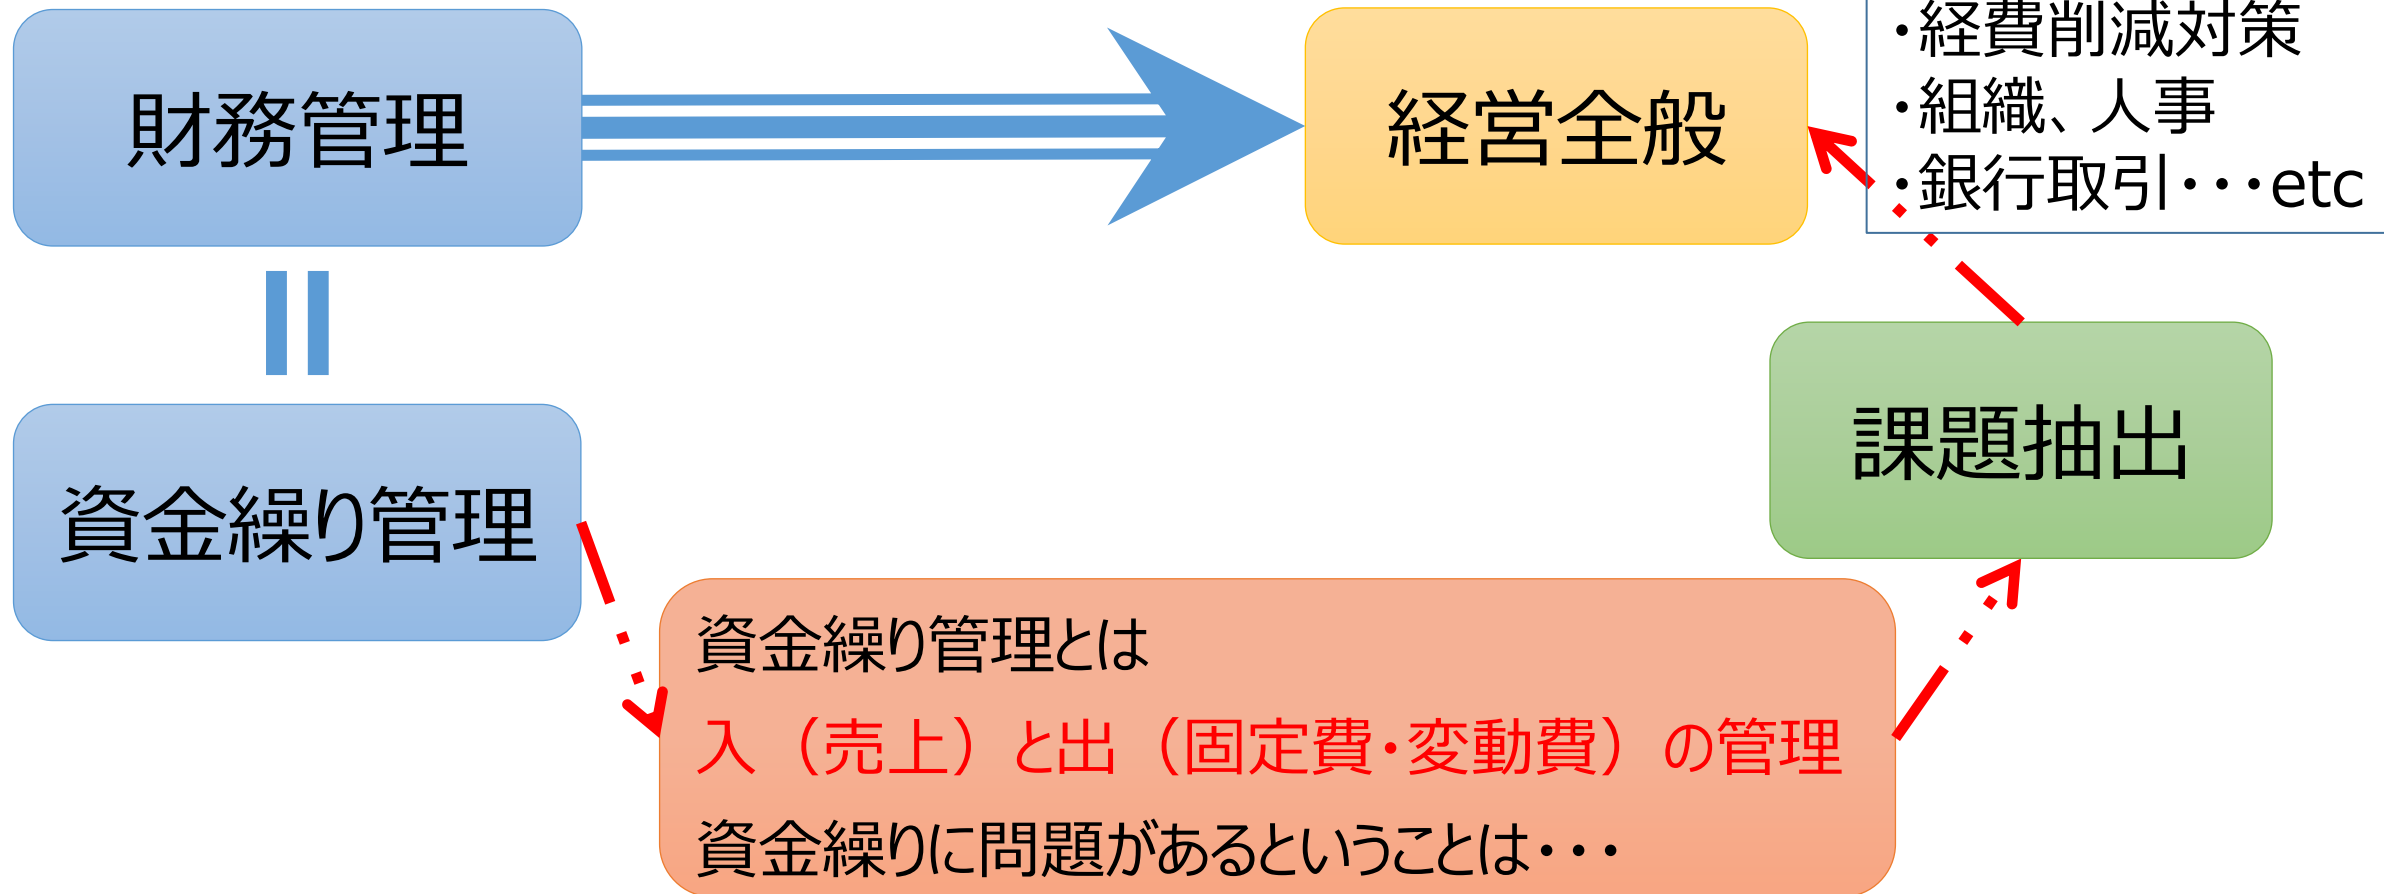 財務管理
経営全般
・経費削減対策
・組織、人事
・銀行取引・・・etc
資金繰り管理
課題抽出
資金繰り管理とは
入（売上）と出（固定費・変動費）の管理
資金繰りに問題があるということは・・・